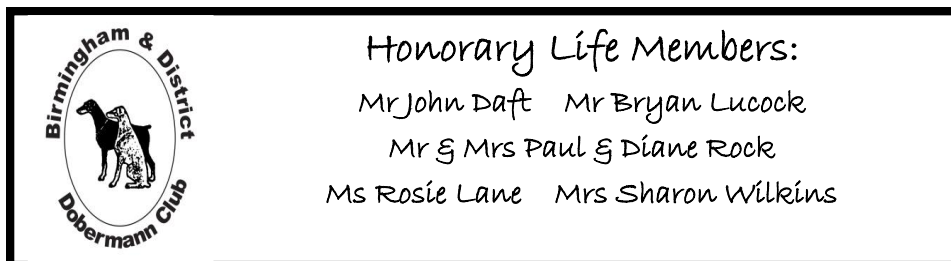 Birmingham & District
Dobermann Club
Honorary Life Members:
Mr John Daft Mr Bryan Lucock
Mr & Mrs Paul & Diane Rock
Ms Rosie Lane Mrs Sharon Wilkins